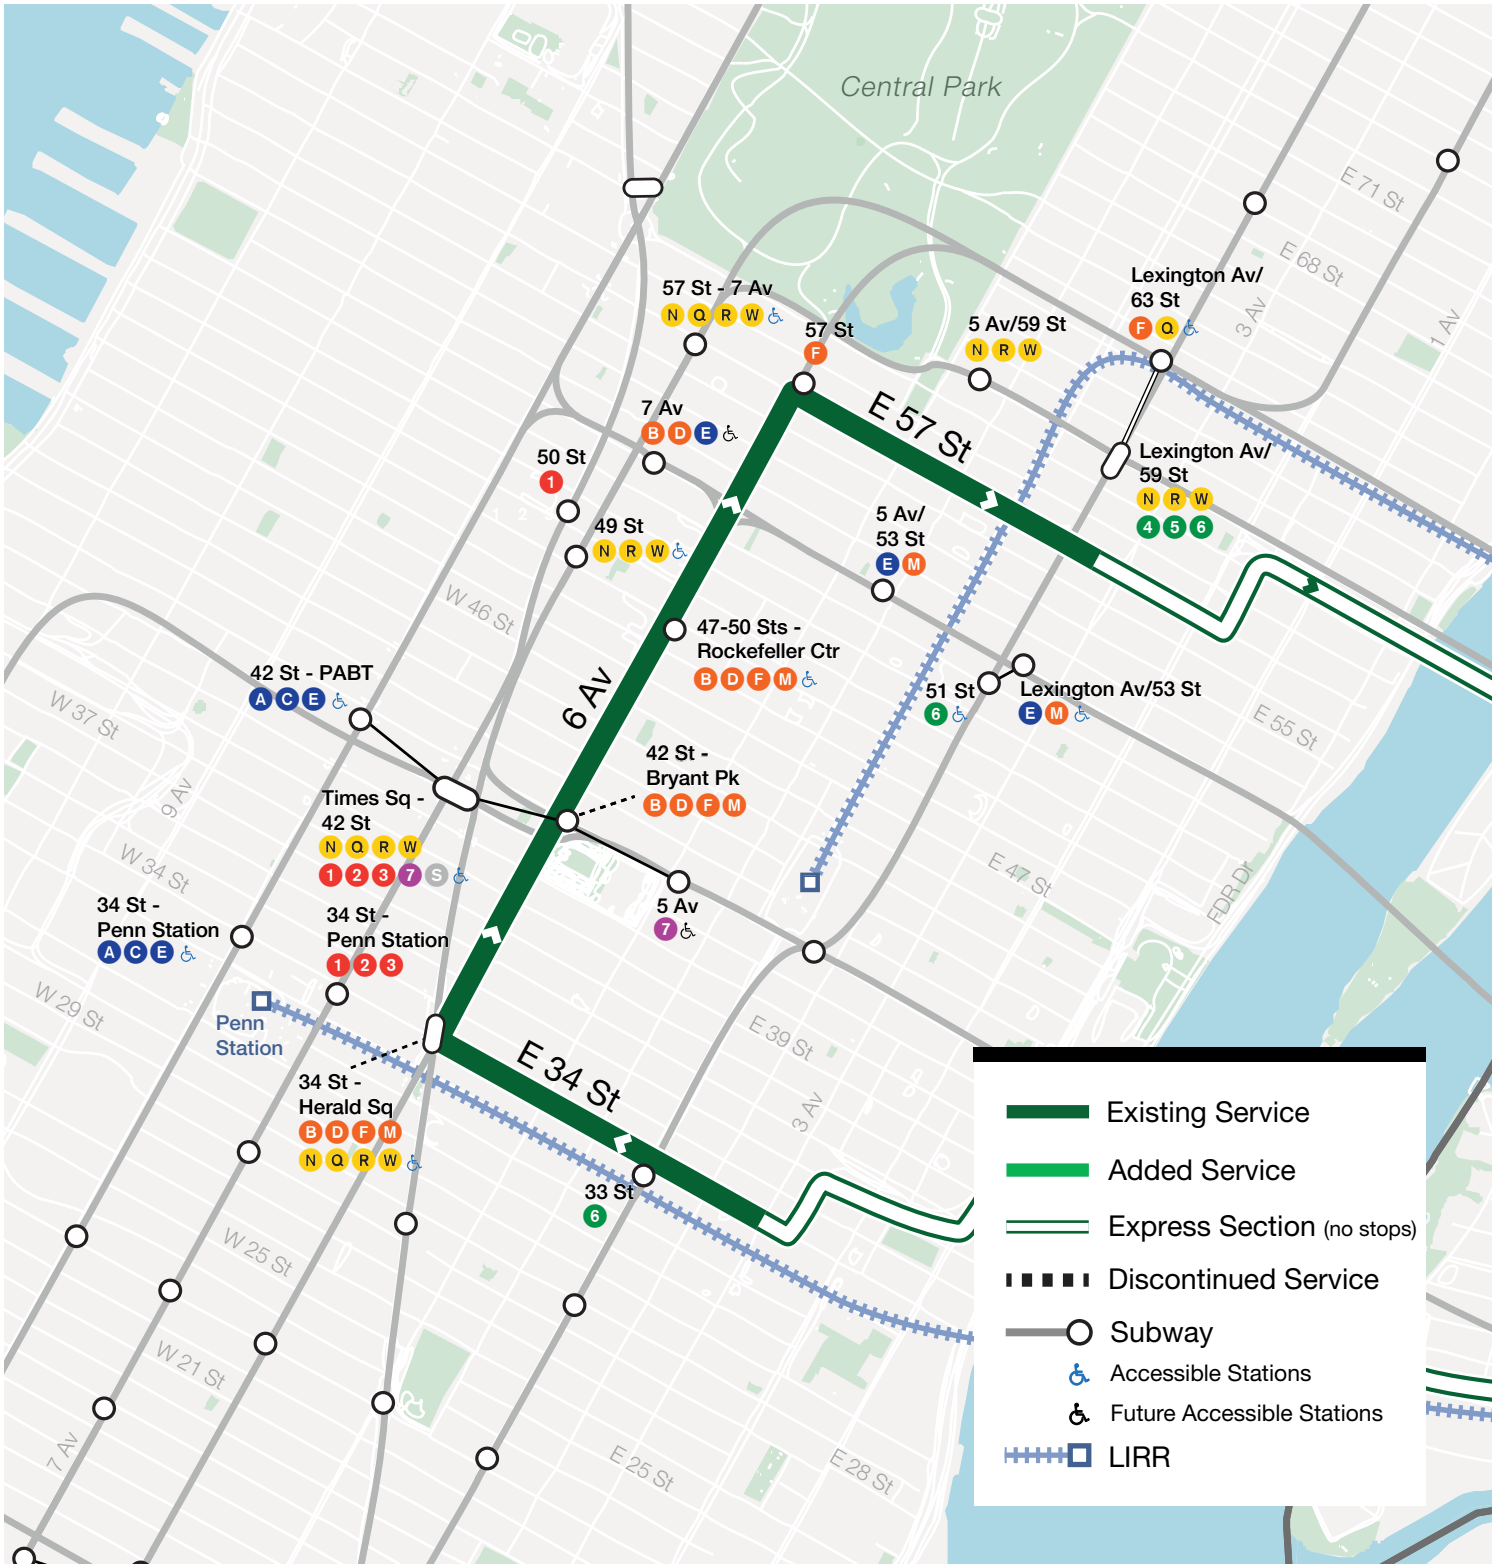 Central Park
E 71 St
E 68 St
Lexington Av/
63 St
F Q
3 Av
1 Av
57 St - 7 Av
N Q R W
57 St
F
5 Av/59 St
N R W
7 Av
B D E
E 57 St
50 St
1
Lexington Av/
59 St
N R W
4 5 6
49 St
N R W
5 Av/
53 St
E M
W 46 St
47-50 Sts -
Rockefeller Ctr
B D F M
6 Av
42 St - PABT
A C E
51 St
6
Lexington Av/53 St
E M
W 37 St
E 55 St
42 St -
Bryant Pk
B D F M
9 Av
Times Sq -
42 St
N Q R W
1 2 3 7 S
W 34 St
E 47 St
FDR Dr
34 St -
Penn Station
A C E
34 St -
Penn Station
1 2 3
5 Av
7
W 29 St
Penn
Station
E 39 St
E 34 St
3 Av
34 St -
Herald Sq
B D F M
N Q R W
33 St
6
W 25 St
W 21 St
7 Av
E 25 St
E 28 St
Existing Service
Added Service
Express Section (no stops)
Discontinued Service
Subway
Accessible Stations
Future Accessible Stations
LIRR